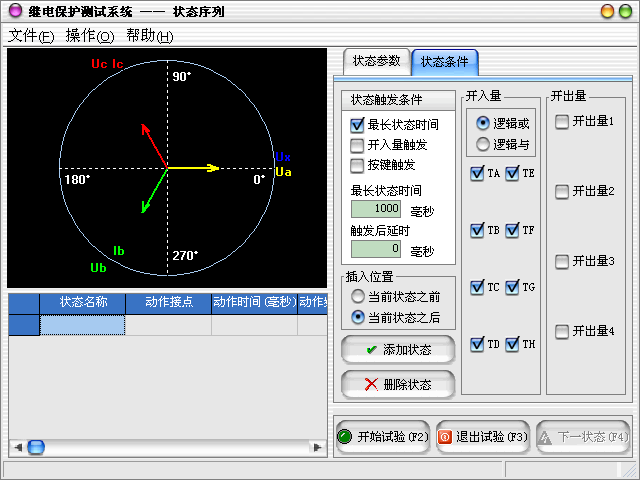 继电保护测试系统 —— 状态序列
文件(F) 操作(O) 帮助(H)
Uc Ic
90°
180°
0°
Ux
Ua
270°
Ib
Ub
状态名称 动作接点 动作时间(毫秒)
状态参数 状态条件
状态触发条件
最长状态时间
开入量触发
按键触发
最长状态时间
1000 毫秒
触发后延时
0 毫秒
插入位置
当前状态之前
当前状态之后
添加状态
删除状态
开入量
逻辑或
逻辑与
TA TE
TB TF
TC TG
TD TH
开出量
开出量1
开出量2
开出量3
开出量4
开始试验(F2) 退出试验(F3) 下一状态(F4)